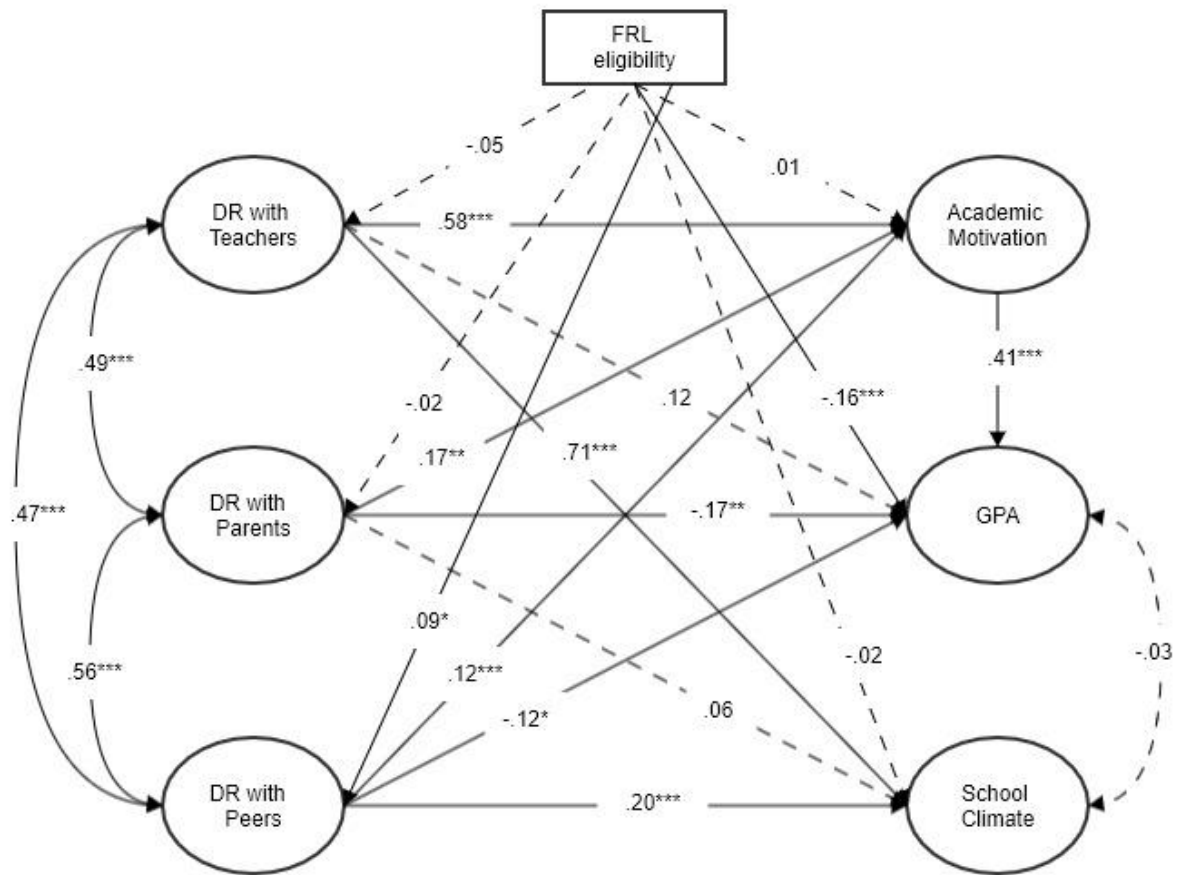 FRL
eligibility
-.05
.01
DR with
Teachers
.58***
Academic
Motivation
.49***
.41***
-.02
.12
-.16***
.17**
.71***
.47***
DR with
Parents
-.17**
GPA
.09*
.56***
.12***
-.02
-.03
-.12*
.06
DR with
Peers
.20***
School
Climate